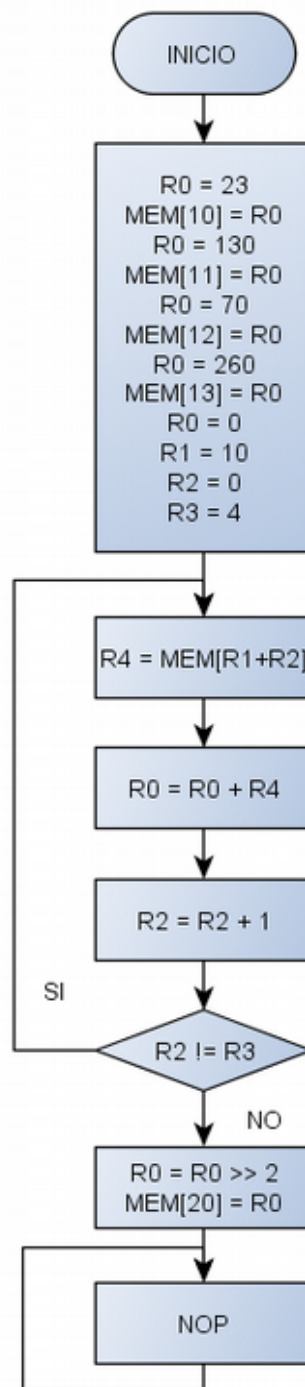 INICIO
R0 = 23
MEM[10] = R0
R0 = 130
MEM[11] = R0
R0 = 70
MEM[12] = R0
R0 = 260
MEM[13] = R0
R0 = 0
R1 = 10
R2 = 0
R3 = 4
R4 = MEM[R1+R2]
R0 = R0 + R4
R2 = R2 + 1
SI
R2 != R3
NO
R0 = R0 >> 2
MEM[20] = R0
NOP